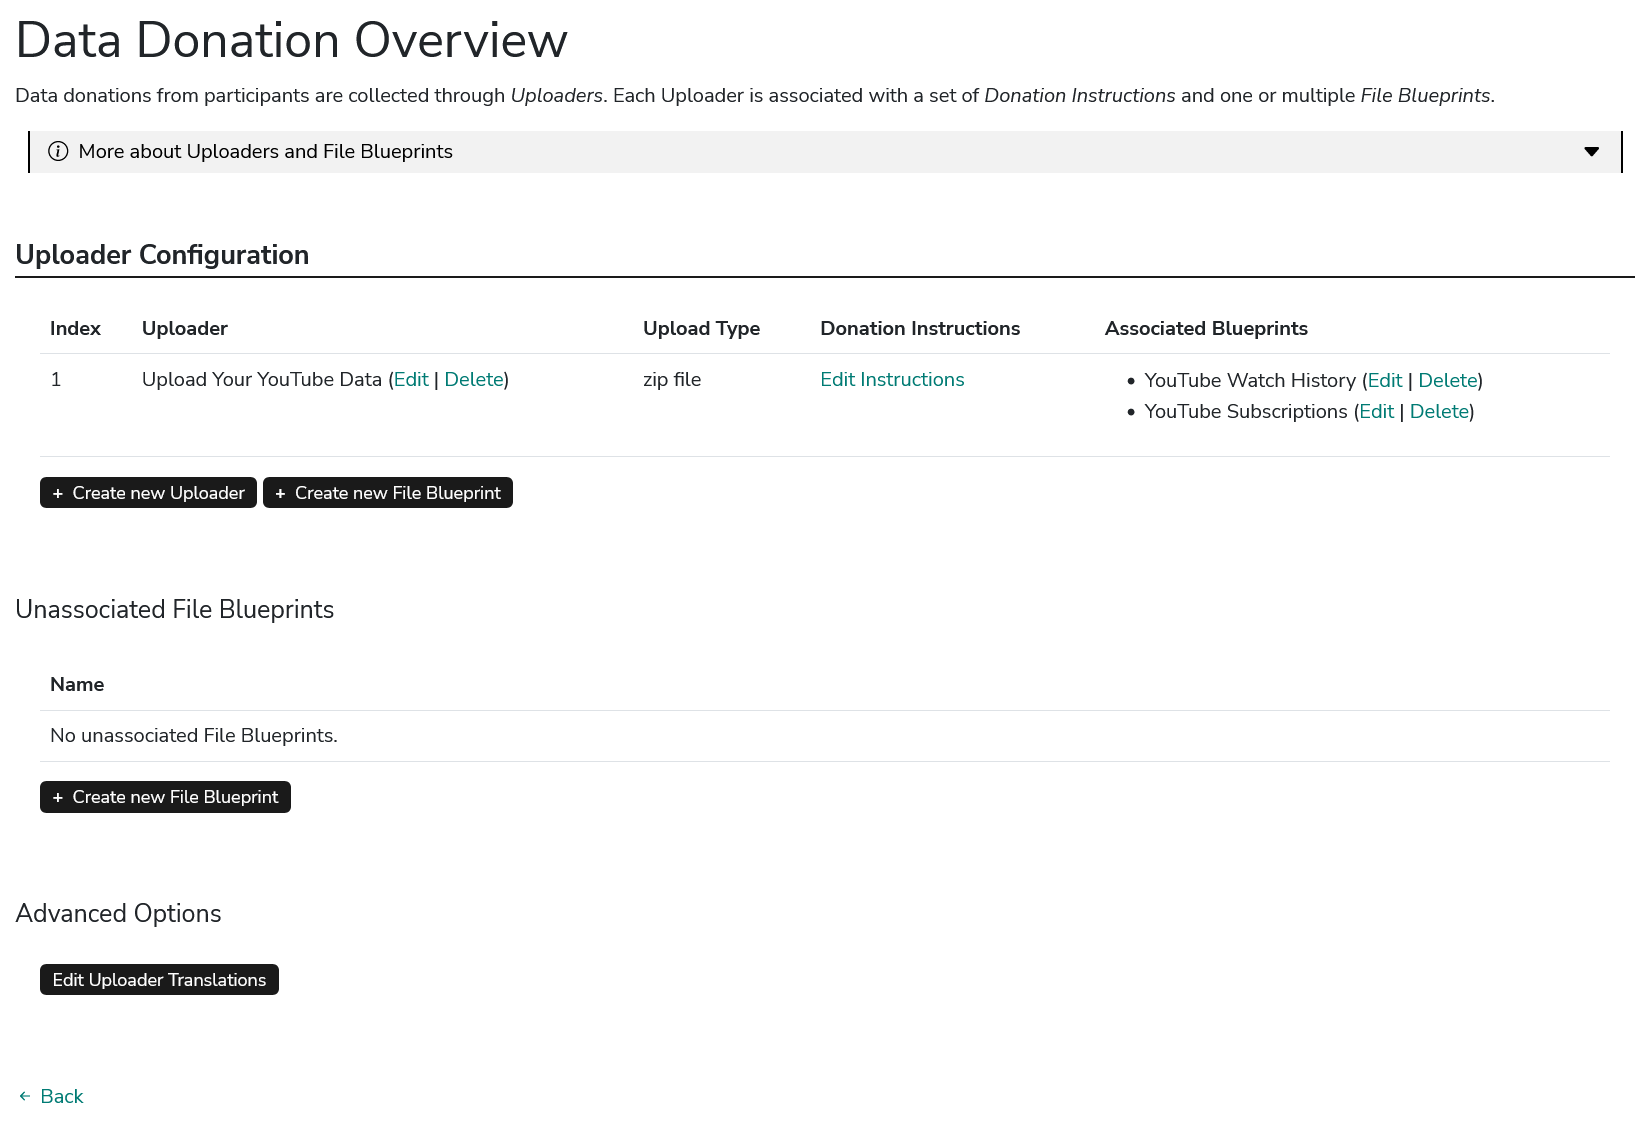 Data Donation Overview
Data donations from participants are collected through Uploaders. Each Uploader is associated with a set of Donation Instructions and one or multiple File Blueprints.
More about Uploaders and File Blueprints
Uploader Configuration
Index Uploader Upload Type Donation Instructions Associated Blueprints
1 Upload Your YouTube Data (Edit | Delete) zip file Edit Instructions • YouTube Watch History (Edit | Delete)
• YouTube Subscriptions (Edit | Delete)
+ Create new Uploader + Create new File Blueprint
Unassociated File Blueprints
Name
No unassociated File Blueprints.
+ Create new File Blueprint
Advanced Options
Edit Uploader Translations
← Back